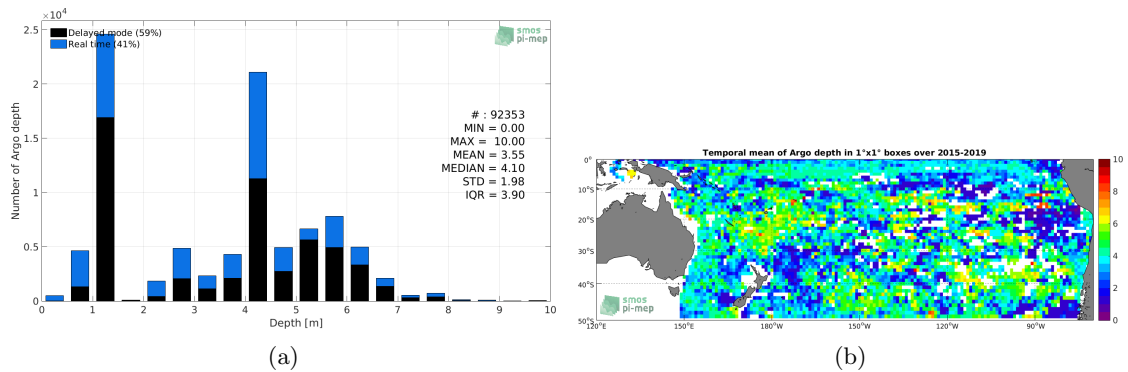 ×10⁴
2.5
2
1.5
1
0.5
0
Number of Argo depth
Delayed mode (59%)
Real time (41%)
smos
pi-mep
# : 92353
MIN = 0.00
MAX = 10.00
MEAN = 3.55
MEDIAN = 4.10
STD = 1.98
IQR = 3.90
0 1 2 3 4 5 6 7 8 9 10
Depth [m]
(a)
Temporal mean of Argo depth in 1°x1° boxes over 2015-2019
0°
10°S
20°S
30°S
40°S
50°S
smos
pi-mep
120°E 150°E 180°W 150°W 120°W 90°W
10
8
6
4
2
0
(b)